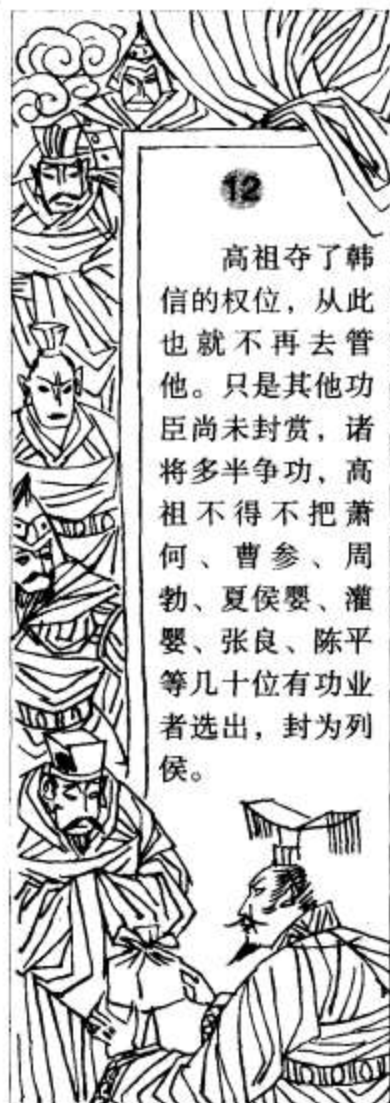 12
高祖夺了韩
信的权位，从此
也就不再去管
他。只是其他功
臣尚未封赏，诸
将多半争功，高
祖不得不把萧
何、曹参、周
勃、夏侯婴、灌
婴、张良、陈平
等几十位有功业
者选出，封为列
侯。